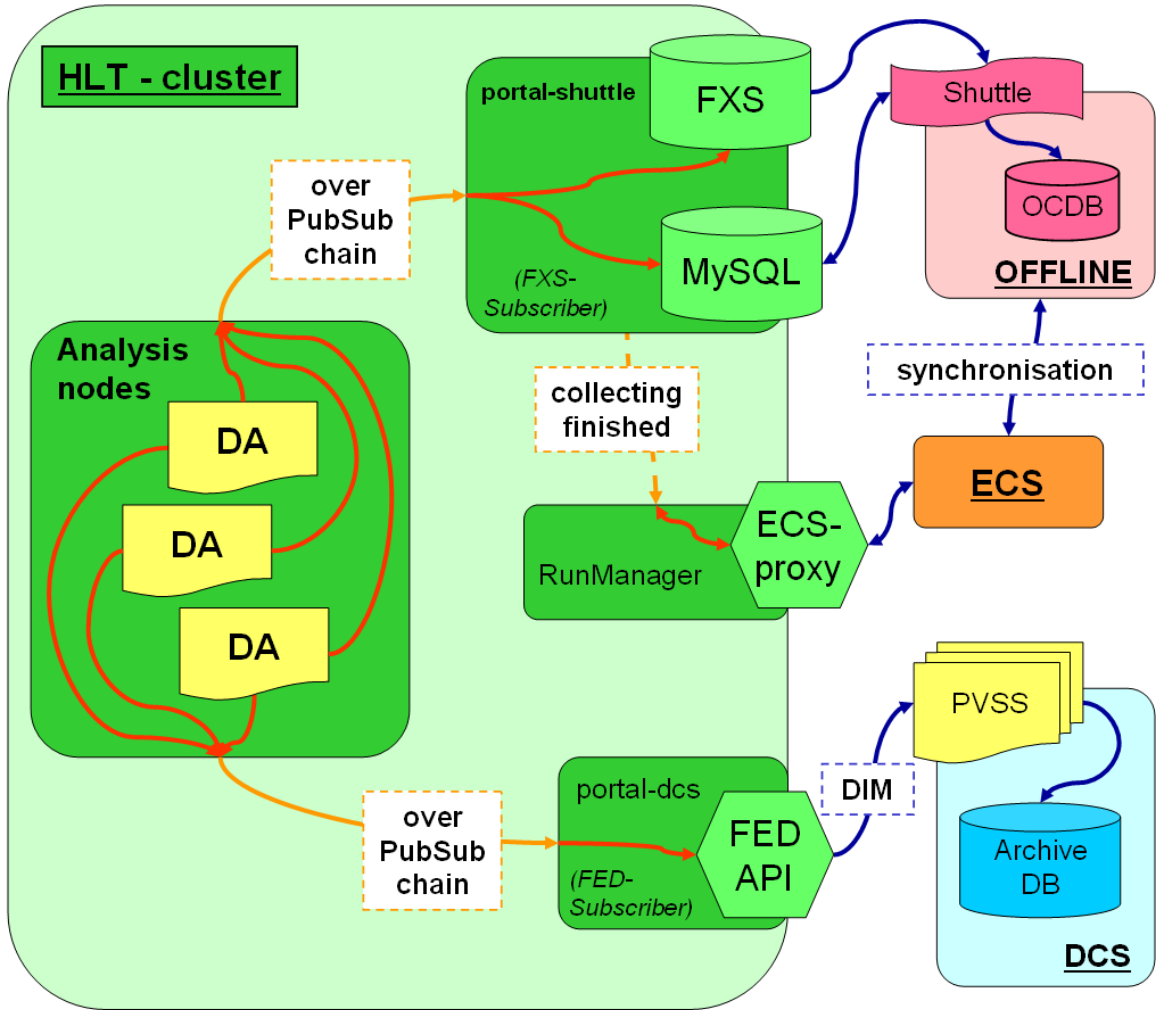 HLT - cluster
portal-shuttle
FXS
Shuttle
over
PubSub
chain
OCDB
MySQL
(FXS-
Subscriber)
OFFLINE
Analysis
nodes
collecting
finished
synchronisation
DA
DA
DA
ECS-
proxy
RunManager
ECS
PVSS
portal-dcs
DIM
over
PubSub
chain
FED
API
(FED-
Subscriber)
Archive
DB
DCS